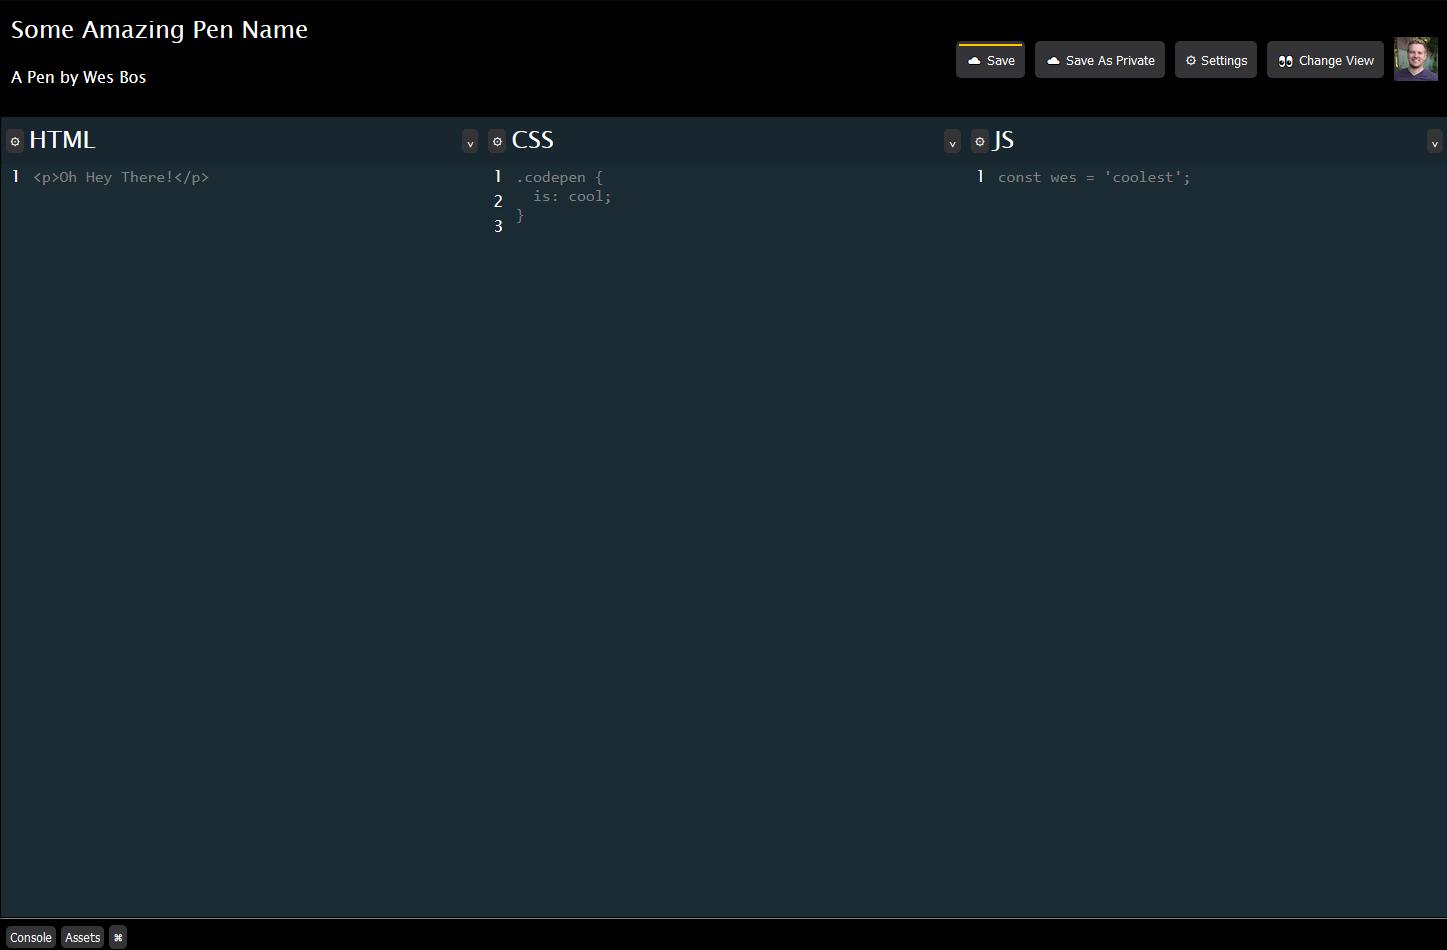 Some Amazing Pen Name
A Pen by Wes Bos
☁ Save
☁ Save As Private
⚙ Settings
👀 Change View
⚙ HTML v
1 <p>Oh Hey There!</p>
⚙ CSS v
1 .codepen {
2   is: cool;
3 }
⚙ JS v
1 const wes = 'coolest';
Console Assets ⌘